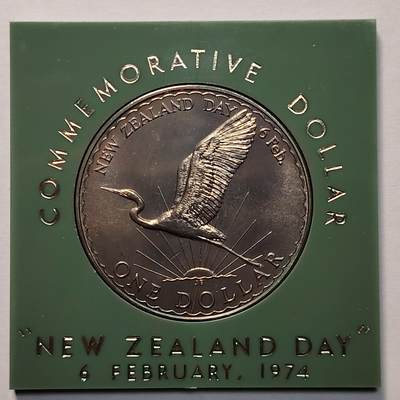 COMMEMORATIVE DOLLAR
NEW ZEALAND DAY 6 Feb.
ONE DOLLAR
"NEW ZEALAND DAY"
6 FEBRUARY, 1974